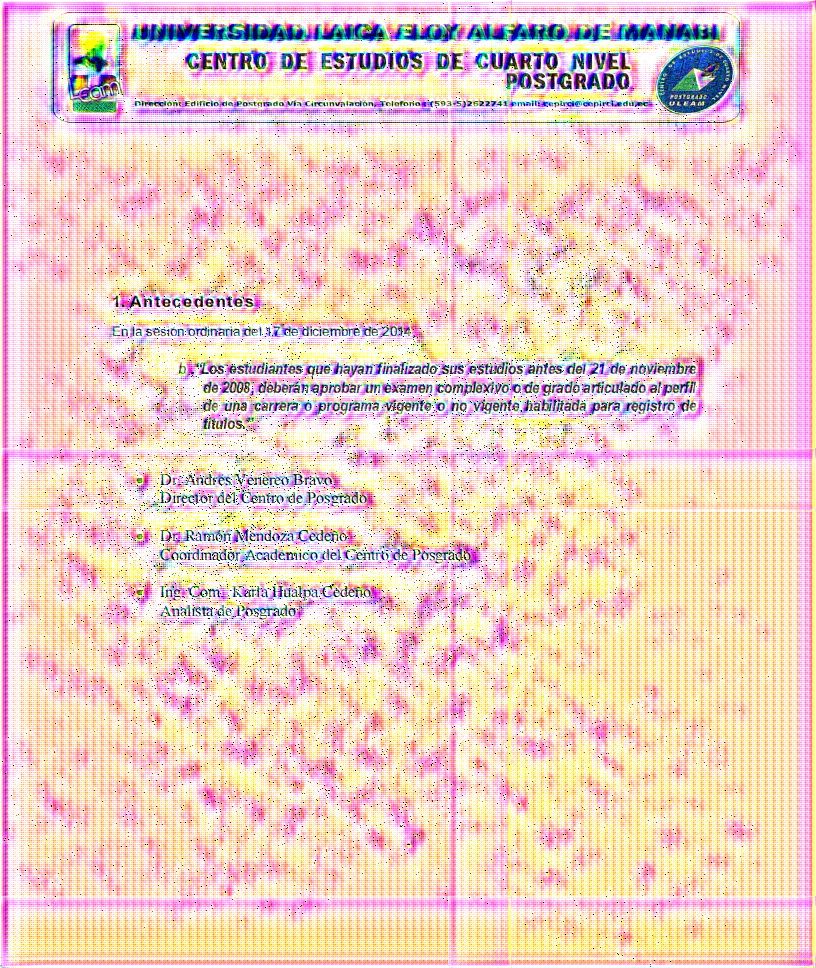 UNIVERSIDAD LAICA ELOY ALFARO DE MANABI
CENTRO DE ESTUDIOS DE CUARTO NIVEL
POSTGRADO
Dirección: Edificio de Postgrado Vía Circunvalación, Teléfono : (593-5)2622741 email: cepirci@cepirci.edu.ec
Uleam
POSTGRADO
ULEAM
1. Antecedentes
En la sesión ordinaria del 17 de diciembre de 2014,
b. “Los estudiantes que hayan finalizado sus estudios antes del 21 de noviembre
de 2008, deberán aprobar un examen complexivo o de grado articulado al perfil
de una carrera o programa vigente o no vigente habilitada para registro de
títulos.”
Dr. Andrés Venereo Bravo
Director del Centro de Posgrado
Dr. Ramón Mendoza Cedeño
Coordinador Académico del Centro de Posgrado
Ing. Com. Karla Hualpa Cedeño
Analista de Posgrado